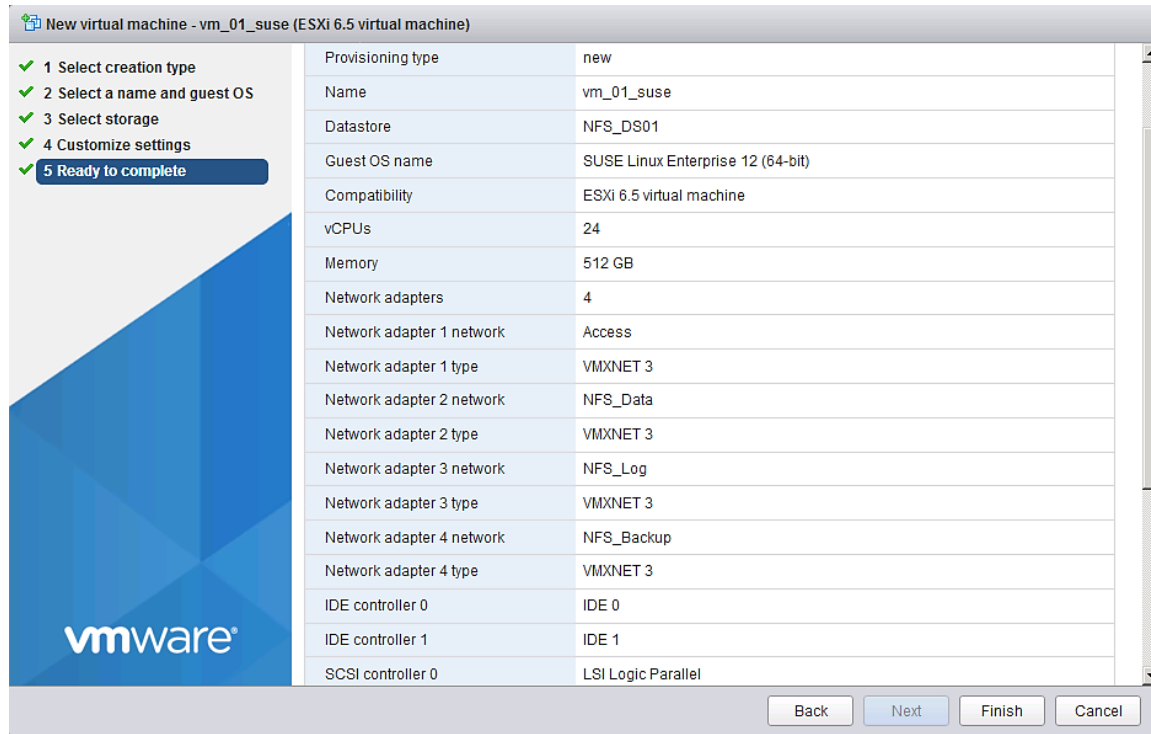 New virtual machine - vm_01_suse (ESXi 6.5 virtual machine)
1 Select creation type
2 Select a name and guest OS
3 Select storage
4 Customize settings
5 Ready to complete
Provisioning type new
Name vm_01_suse
Datastore NFS_DS01
Guest OS name SUSE Linux Enterprise 12 (64-bit)
Compatibility ESXi 6.5 virtual machine
vCPUs 24
Memory 512 GB
Network adapters 4
Network adapter 1 network Access
Network adapter 1 type VMXNET 3
Network adapter 2 network NFS_Data
Network adapter 2 type VMXNET 3
Network adapter 3 network NFS_Log
Network adapter 3 type VMXNET 3
Network adapter 4 network NFS_Backup
Network adapter 4 type VMXNET 3
IDE controller 0 IDE 0
IDE controller 1 IDE 1
SCSI controller 0 LSI Logic Parallel
vmware®
Back Next Finish Cancel